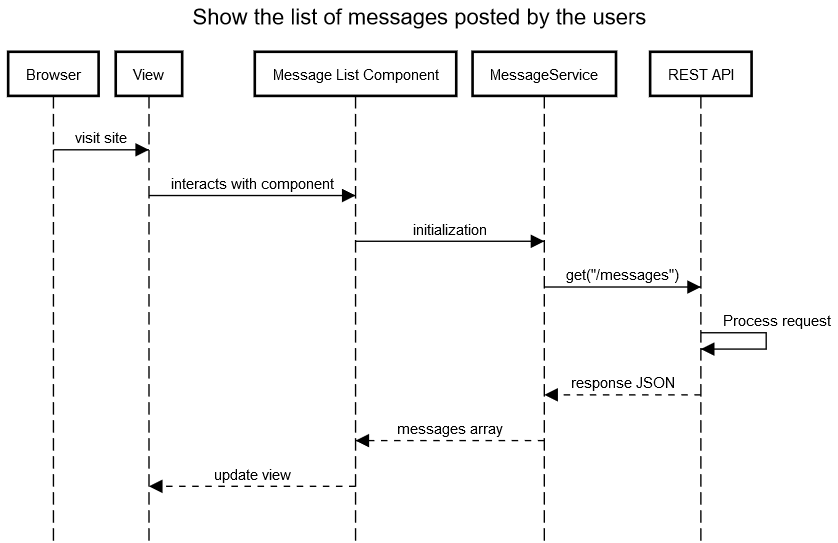 Show the list of messages posted by the users
Browser
View
Message List Component
MessageService
REST API
visit site
interacts with component
initialization
get("/messages")
Process request
response JSON
messages array
update view